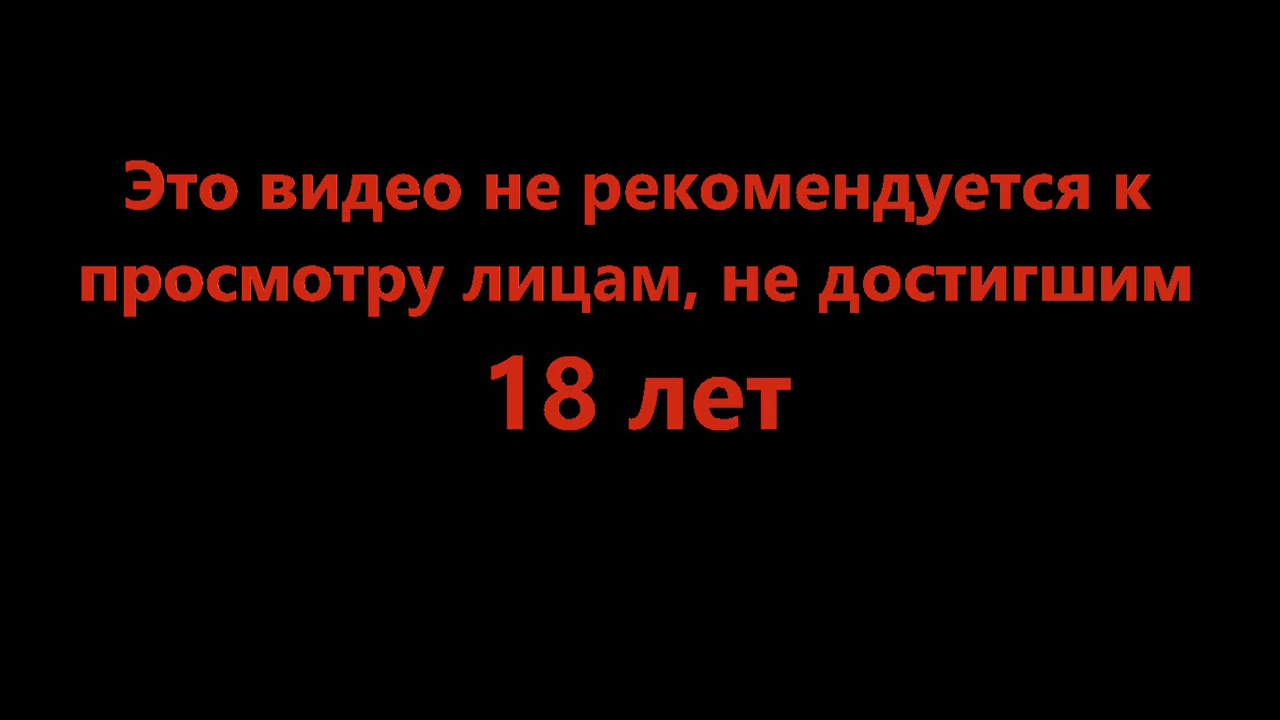 Это видео не рекомендуется к
просмотру лицам, не достигшим
18 лет